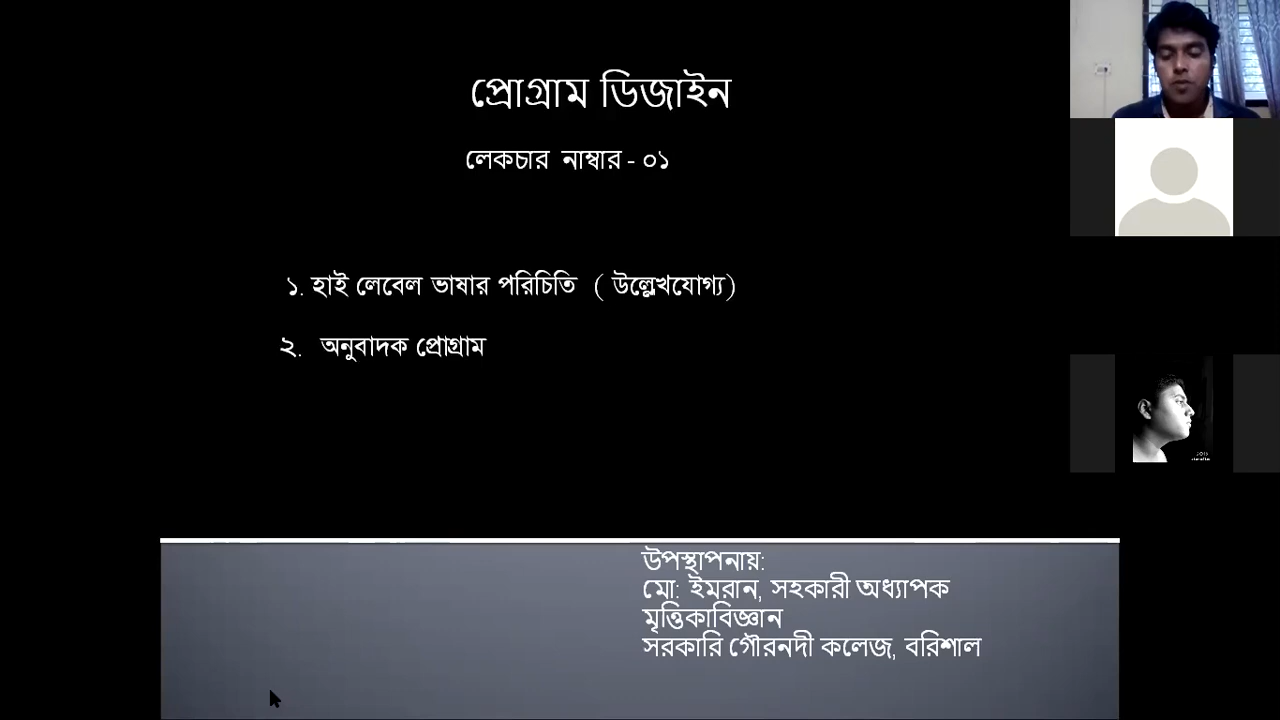 প্রোগ্রাম ডিজাইন
লেকচার নাম্বার - ০১
১. হাই লেবেল ভাষার পরিচিতি ( উল্লেখযোগ্য)
২. অনুবাদক প্রোগ্রাম
উপস্থাপনায়:
মো: ইমরান, সহকারী অধ্যাপক
মৃত্তিকাবিজ্ঞান
সরকারি গৌরনদী কলেজ, বরিশাল